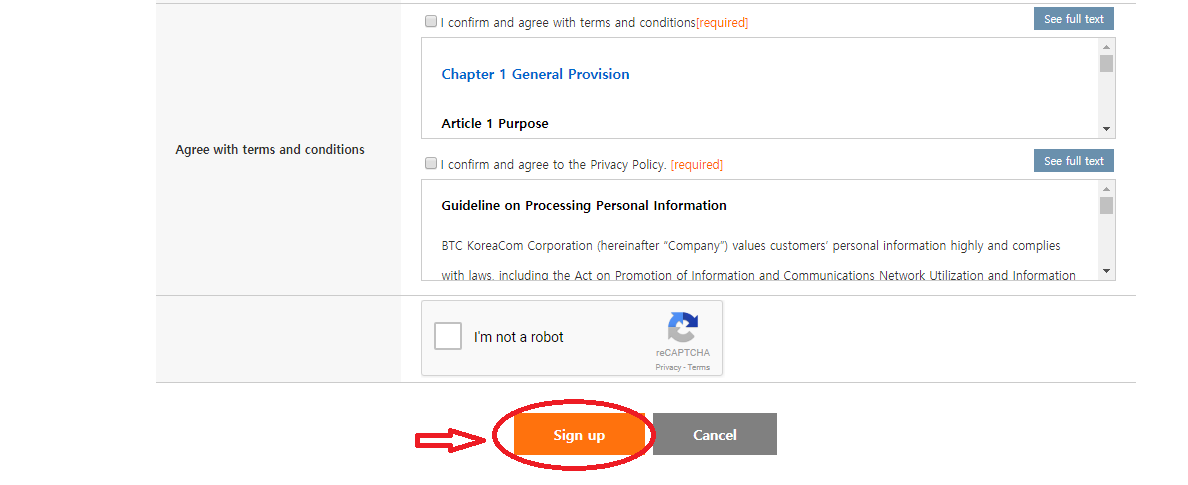 I confirm and agree with terms and conditions[required]
See full text
Chapter 1 General Provision
Article 1 Purpose
Agree with terms and conditions
I confirm and agree to the Privacy Policy. [required]
See full text
Guideline on Processing Personal Information
BTC KoreaCom Corporation (hereinafter “Company”) values customers’ personal information highly and complies
with laws, including the Act on Promotion of Information and Communications Network Utilization and Information
I'm not a robot
reCAPTCHA
Privacy - Terms
Sign up
Cancel